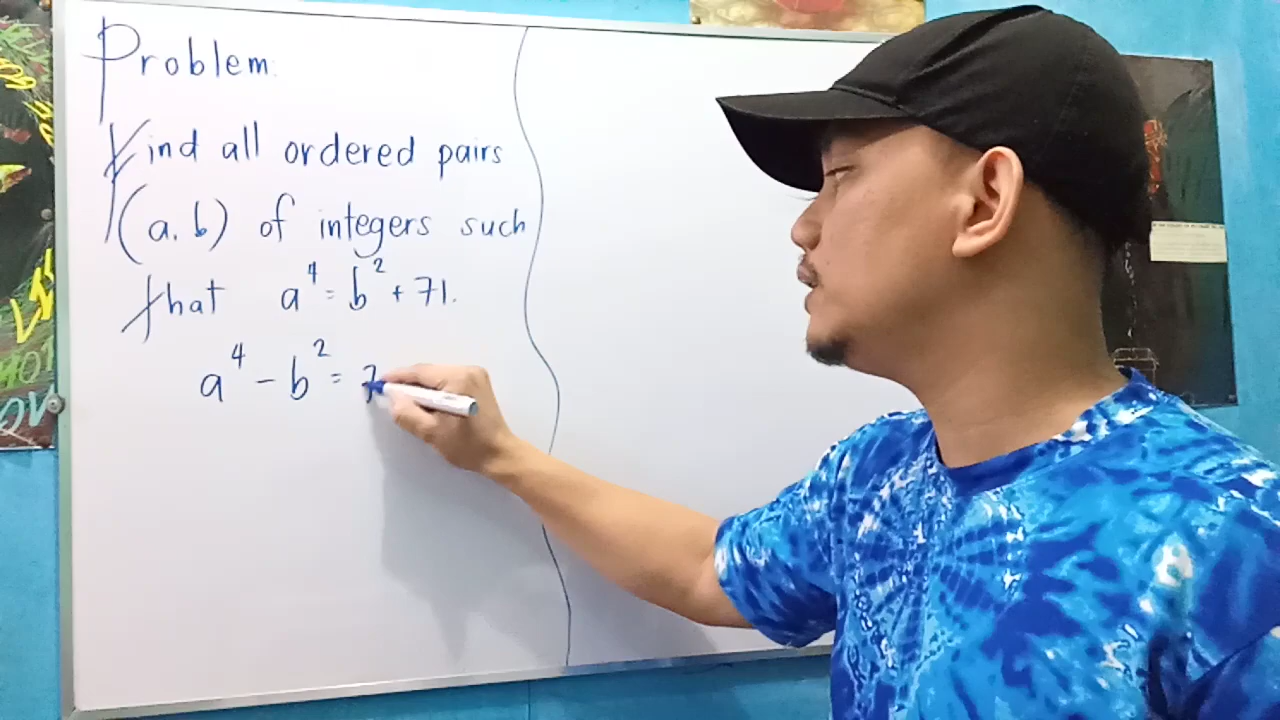 Problem:
Find all ordered pairs
(a, b) of integers such
that a⁴ = b² + 71.
a⁴ - b² = 7